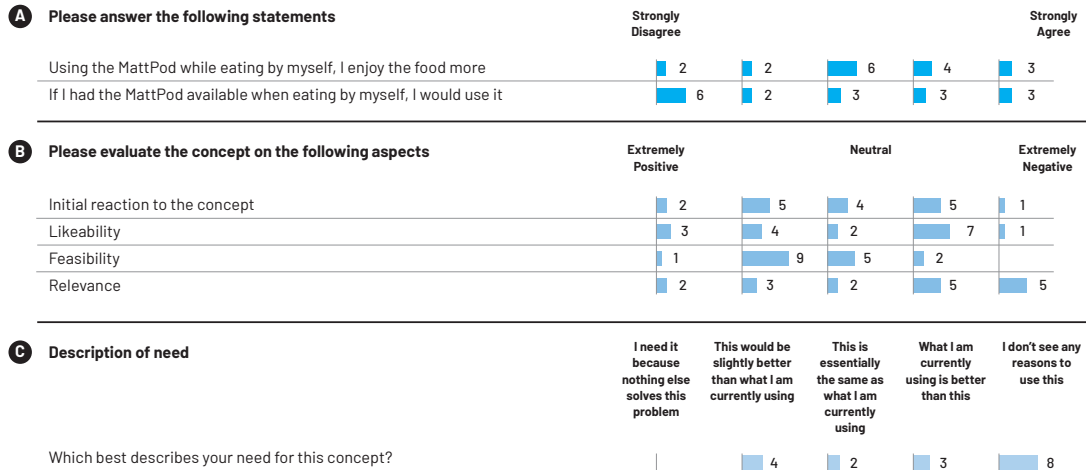 A Please answer the following statements
Strongly Disagree
Strongly Agree
Using the MattPod while eating by myself, I enjoy the food more 2 2 6 4 3
If I had the MattPod available when eating by myself, I would use it 6 2 3 3 3
B Please evaluate the concept on the following aspects
Extremely Positive
Neutral
Extremely Negative
Initial reaction to the concept 2 5 4 5 1
Likeability 3 4 2 7 1
Feasibility 1 9 5 2
Relevance 2 3 2 5 5
C Description of need
I need it because nothing else solves this problem
This would be slightly better than what I am currently using
This is essentially the same as what I am currently using
What I am currently using is better than this
I don't see any reasons to use this
Which best describes your need for this concept? 4 2 3 8